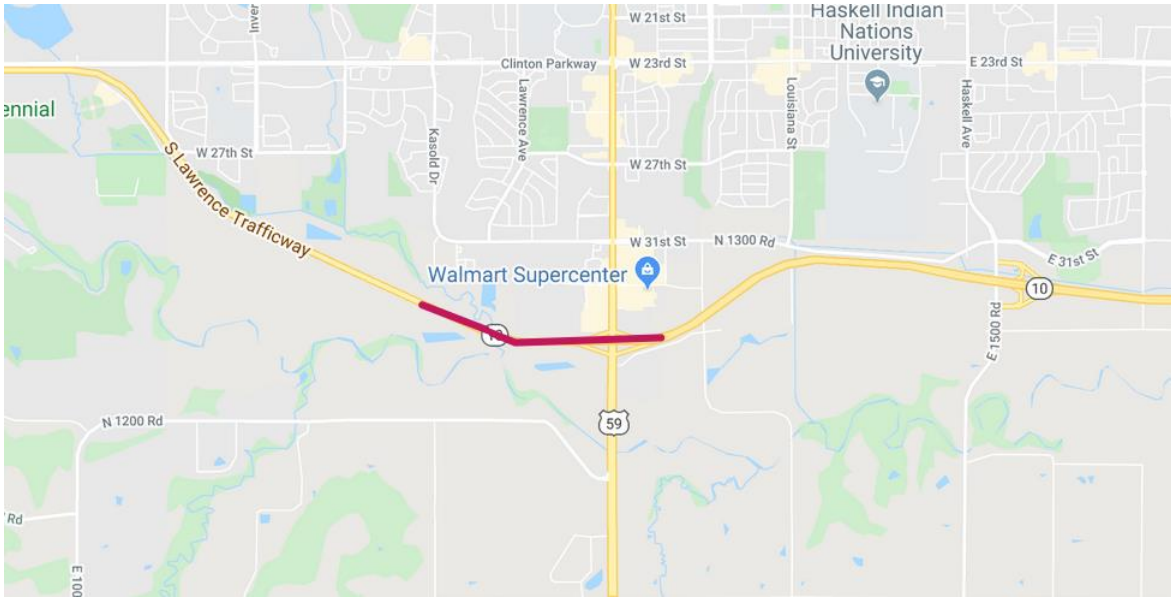 W 21st St
Haskell Indian
Nations
University
Clinton Parkway
W 23rd St
E 23rd St
ennial
Lawrence Ave
Kasold Dr
Louisiana St
Haskell Ave
W 27th St
W 27th St
S Lawrence Trafficway
W 31st St
N 1300 Rd
E 31st St
Walmart Supercenter
10
10
E 1500 Rd
N 1200 Rd
59
Rd
E 100